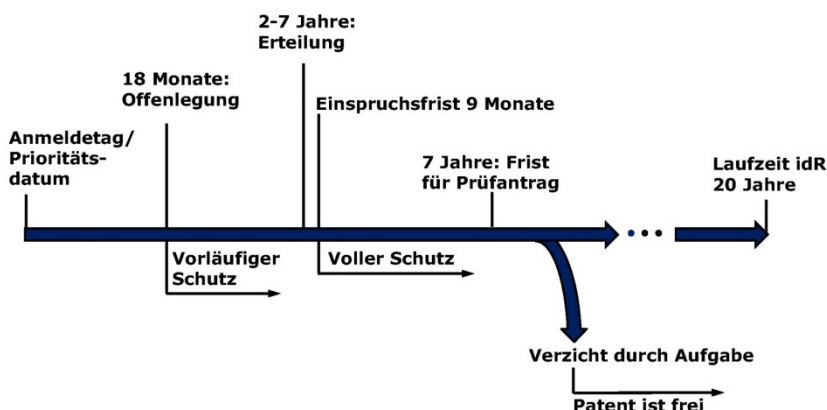 2-7 Jahre:
Erteilung
18 Monate:
Offenlegung
Einspruchsfrist 9 Monate
Anmeldetag/
Prioritäts-
datum
7 Jahre: Frist
für Prüfantrag
Laufzeit idR
20 Jahre
Vorläufiger
Schutz
Voller Schutz
Verzicht durch Aufgabe
Patent ist frei